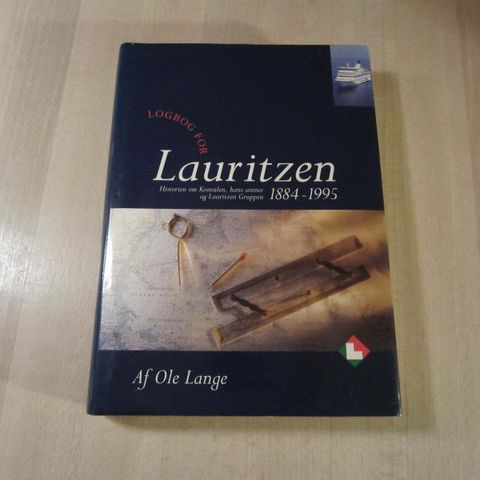 LOGBOG FOR
Lauritzen
Historien om Konsulen, hans sønner
og Lauritzen Gruppen
1884-1995
Af Ole Lange